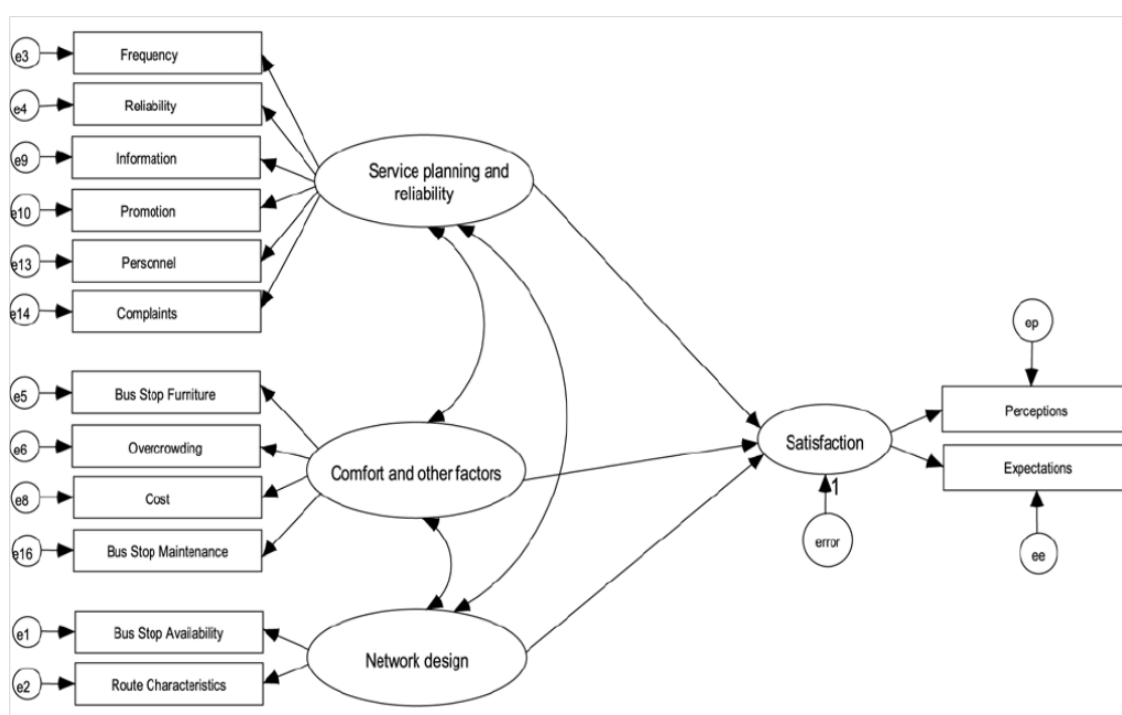 e3
Frequency
e4
Reliability
e9
Information
e10
Promotion
e13
Personnel
e14
Complaints
Service planning and
reliability
e5
Bus Stop Furniture
e6
Overcrowding
e8
Cost
e16
Bus Stop Maintenance
Comfort and other factors
e1
Bus Stop Availability
e2
Route Characteristics
Network design
Satisfaction
1
error
ep
Perceptions
Expectations
ee